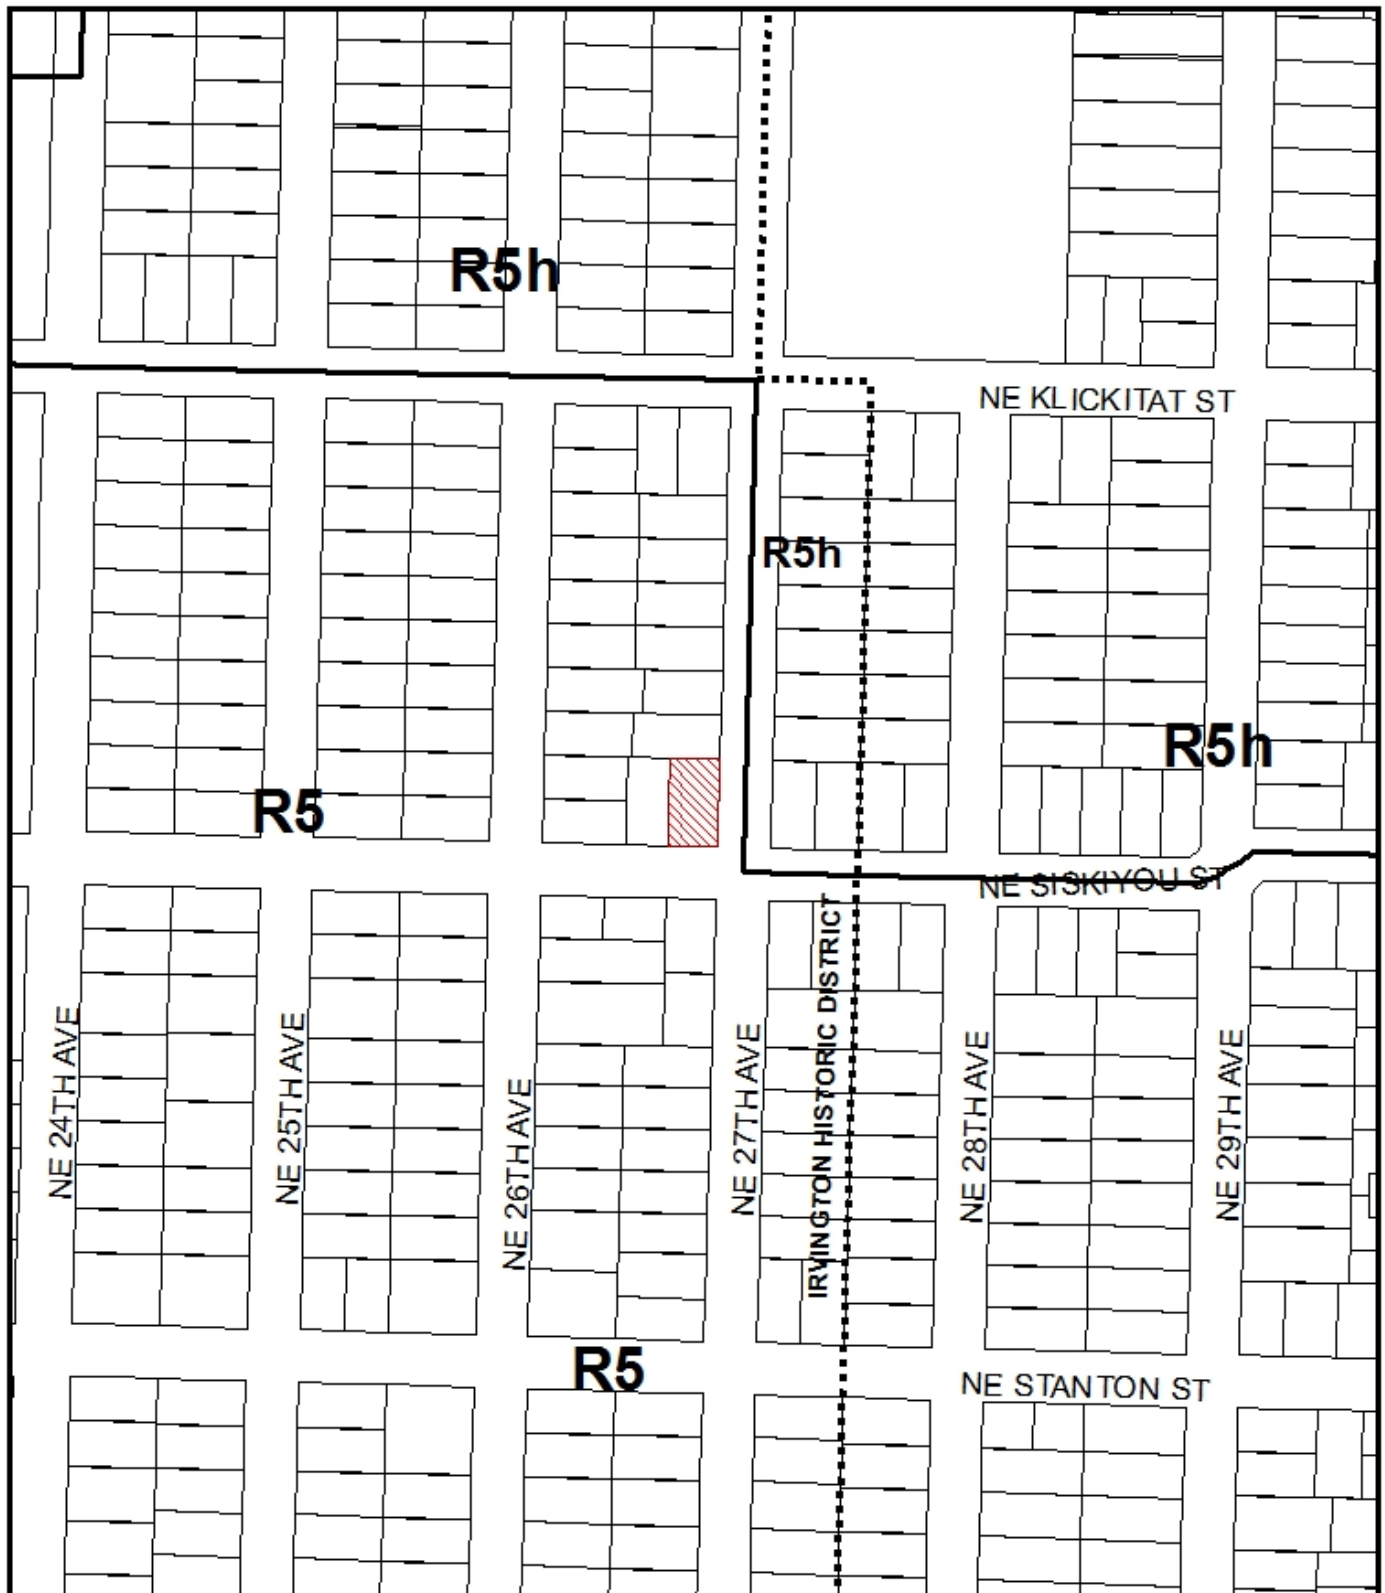 R5h
NE KLICKITAT ST
R5h
R5h
R5
NE SISKIYOU ST
NE 24TH AVE
NE 25TH AVE
NE 26TH AVE
NE 27TH AVE
IRVINGTON HISTORIC DISTRICT
NE 28TH AVE
NE 29TH AVE
R5
NE STANTON ST